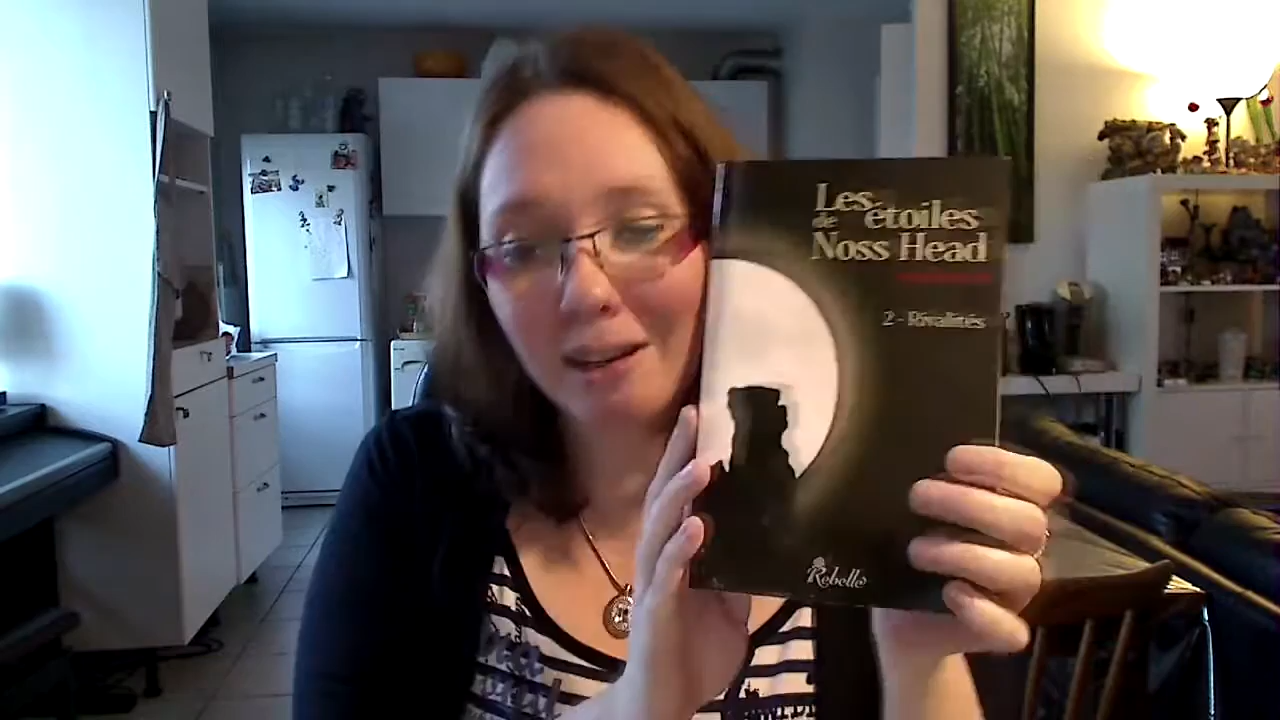 Les étoiles
de
Noss Head
2 - Rivalités
Rebelle